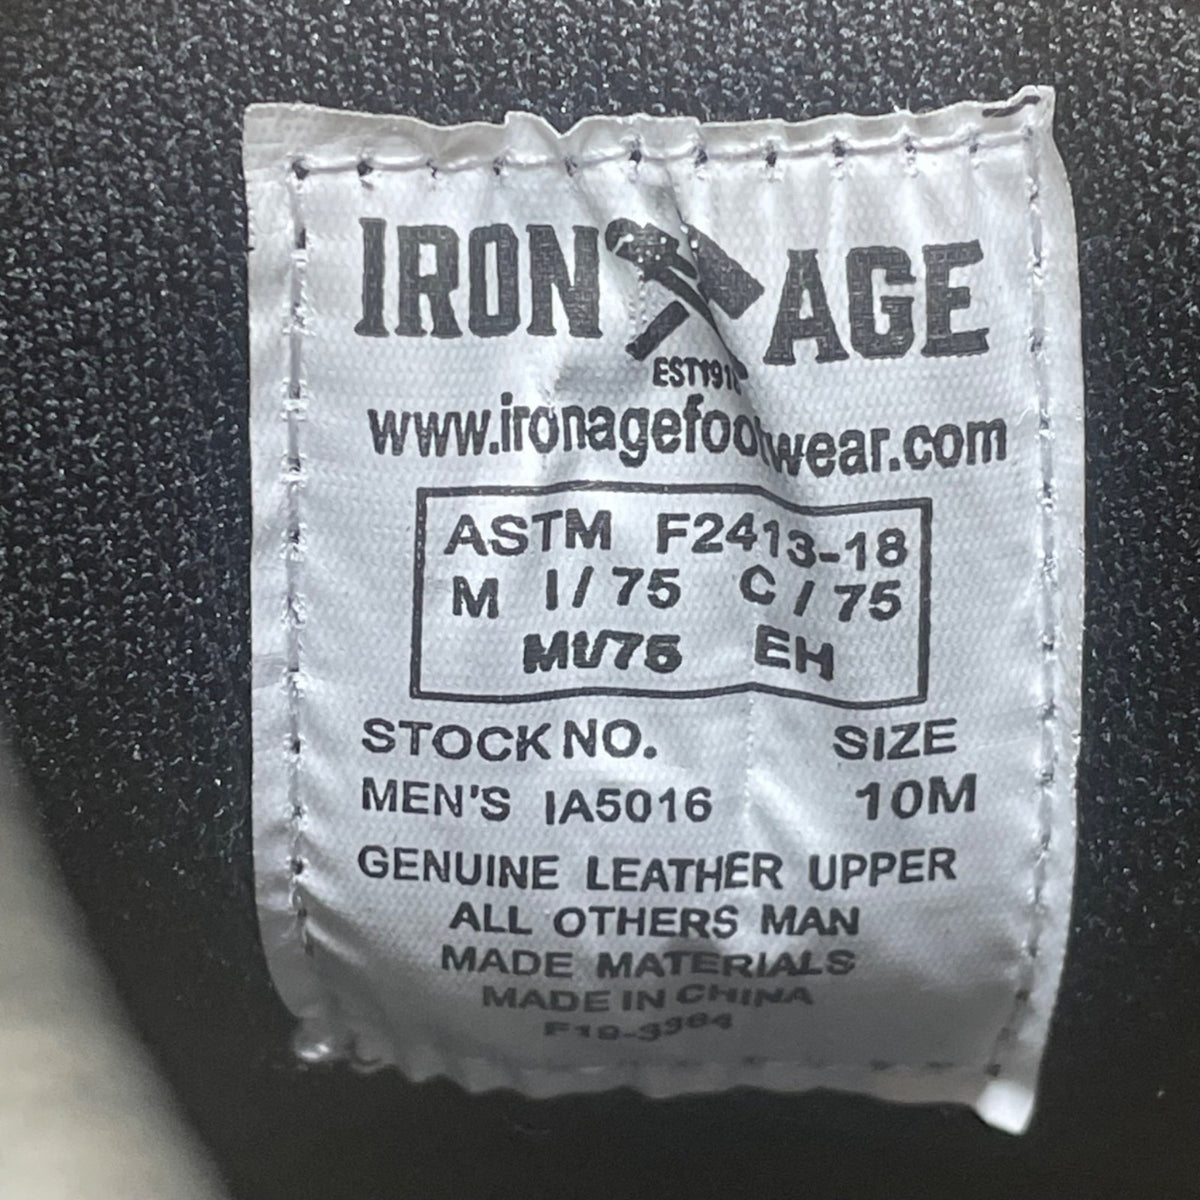 IRON AGE
www.ironagefootwear.com
ASTM F2413-18
M I/75 C/75
Mt/75 EH
STOCK NO. SIZE
MEN'S IA5016 10M
GENUINE LEATHER UPPER
ALL OTHERS MAN
MADE MATERIALS
MADE IN CHINA